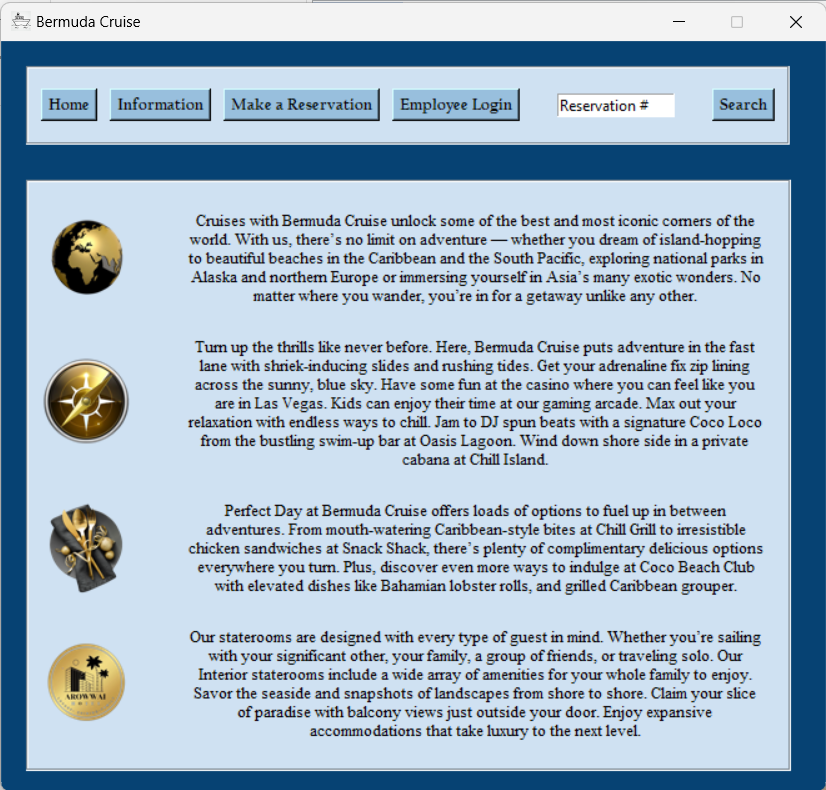 Bermuda Cruise
Home Information Make a Reservation Employee Login Reservation # Search
Cruises with Bermuda Cruise unlock some of the best and most iconic corners of the
world. With us, there's no limit on adventure — whether you dream of island-hopping
to beautiful beaches in the Caribbean and the South Pacific, exploring national parks in
Alaska and northern Europe or immersing yourself in Asia's many exotic wonders. No
matter where you wander, you're in for a getaway unlike any other.
Turn up the thrills like never before. Here, Bermuda Cruise puts adventure in the fast
lane with shriek-inducing slides and rushing tides. Get your adrenaline fix zip lining
across the sunny, blue sky. Have some fun at the casino where you can feel like you
are in Las Vegas. Kids can enjoy their time at our gaming arcade. Max out your
relaxation with endless ways to chill. Jam to DJ spun beats with a signature Coco Loco
from the bustling swim-up bar at Oasis Lagoon. Wind down shore side in a private
cabana at Chill Island.
Perfect Day at Bermuda Cruise offers loads of options to fuel up in between
adventures. From mouth-watering Caribbean-style bites at Chill Grill to irresistible
chicken sandwiches at Snack Shack, there's plenty of complimentary delicious options
everywhere you turn. Plus, discover even more ways to indulge at Coco Beach Club
with elevated dishes like Bahamian lobster rolls, and grilled Caribbean grouper.
Our staterooms are designed with every type of guest in mind. Whether you're sailing
with your significant other, your family, a group of friends, or traveling solo. Our
Interior staterooms include a wide array of amenities for your whole family to enjoy.
Savor the seaside and snapshots of landscapes from shore to shore. Claim your slice
of paradise with balcony views just outside your door. Enjoy expansive
accommodations that take luxury to the next level.
AROWWAI